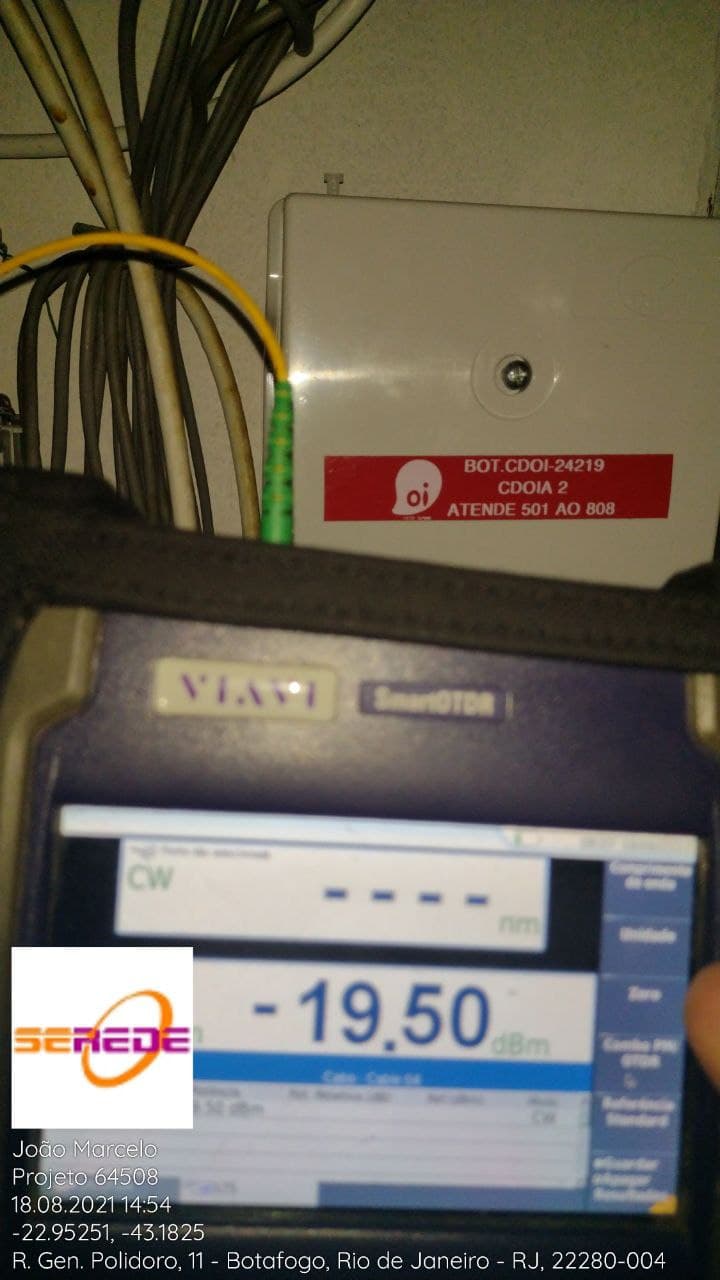 BOT.CDOI-24219
oi
CDOIA 2
ATENDE 501 AO 808
VIAVI
SmartOTDR
CW
- - - -
nm
Unidade
Zero
-19.50
dBm
CW
SEREDE
João Marcelo
Projeto 64508
18.08.2021 14:54
-22.95251, -43.1825
R. Gen. Polidoro, 11 - Botafogo, Rio de Janeiro - RJ, 22280-004